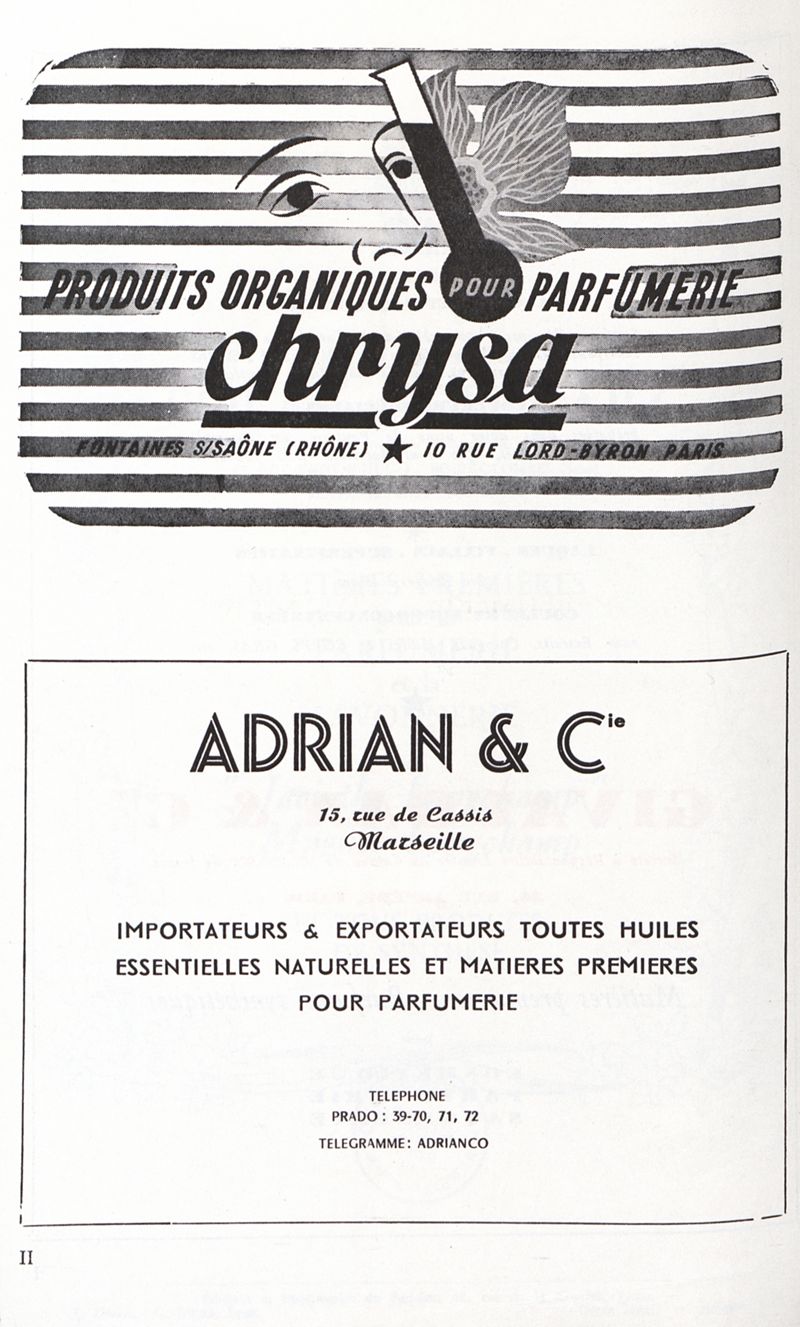 PRODUITS ORGANIQUES POUR PARFUMERIE
chrysa
FONTAINES S/SAÔNE (RHÔNE) ★ 10 RUE LORD-BYRON PARIS
ADRIAN & Cie
15, rue de Cassis
Marseille
IMPORTATEURS & EXPORTATEURS TOUTES HUILES
ESSENTIELLES NATURELLES ET MATIERES PREMIERES
POUR PARFUMERIE
TELEPHONE
PRADO : 39-70, 71, 72
TELEGRAMME : ADRIANCO
II